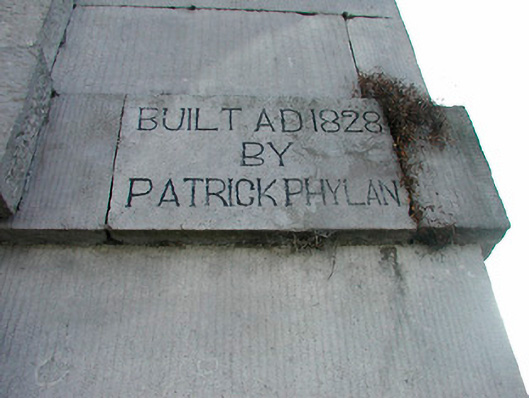 BUILT AD 1828
BY
PATRICK PHYLAN